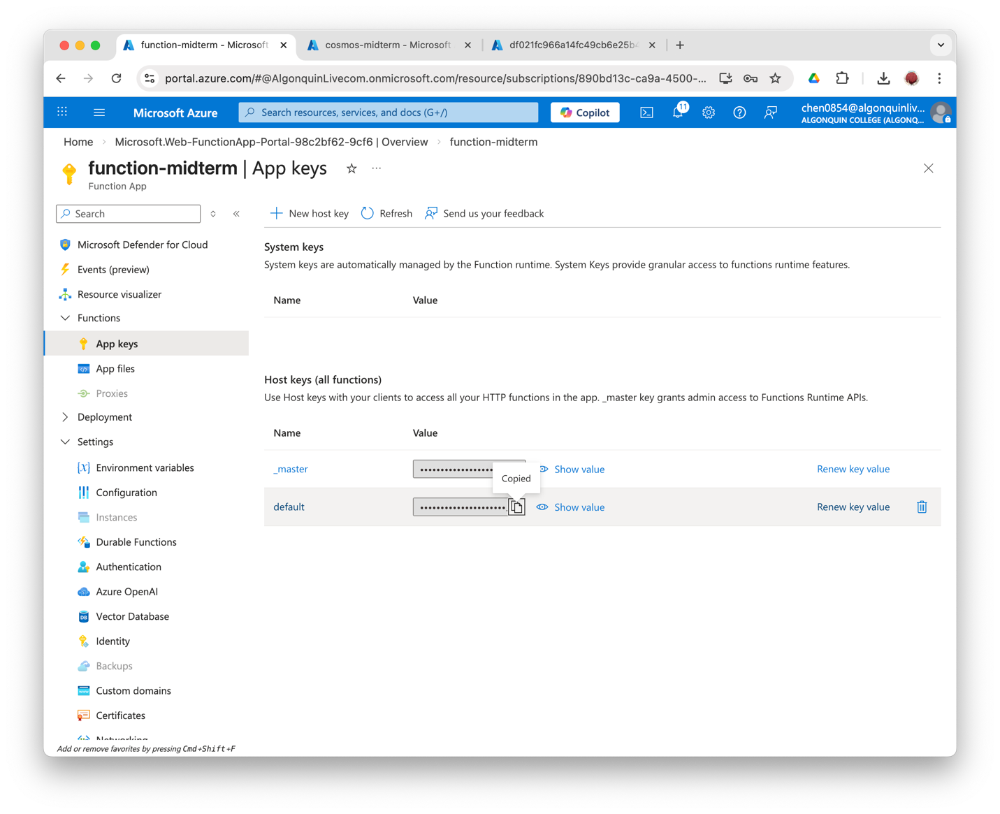 function-midterm - Microsoft
cosmos-midterm - Microsoft
df021fc966a14fc49cb6e25b4
portal.azure.com/#@AlgonquinLivecom.onmicrosoft.com/resource/subscriptions/890bd13c-ca9a-4500-...
Microsoft Azure
Search resources, services, and docs (G+/)
Copilot
11
chen0854@algonquinliv...
ALGONQUIN COLLEGE (ALGONQ...
Home > Microsoft.Web-FunctionApp-Portal-98c2bf62-9cf6 | Overview > function-midterm
function-midterm | App keys
Function App
Search
New host key
Refresh
Send us your feedback
Microsoft Defender for Cloud
Events (preview)
Resource visualizer
Functions
App keys
App files
Proxies
Deployment
Settings
Environment variables
Configuration
Instances
Durable Functions
Authentication
Azure OpenAI
Vector Database
Identity
Backups
Custom domains
Certificates
Networking
Add or remove favorites by pressing Cmd+Shift+F
System keys
System keys are automatically managed by the Function runtime. System Keys provide granular access to functions runtime features.
Name Value
Host keys (all functions)
Use Host keys with your clients to access all your HTTP functions in the app. _master key grants admin access to Functions Runtime APIs.
Name Value
_master Show value Renew key value
Copied
default Show value Renew key value